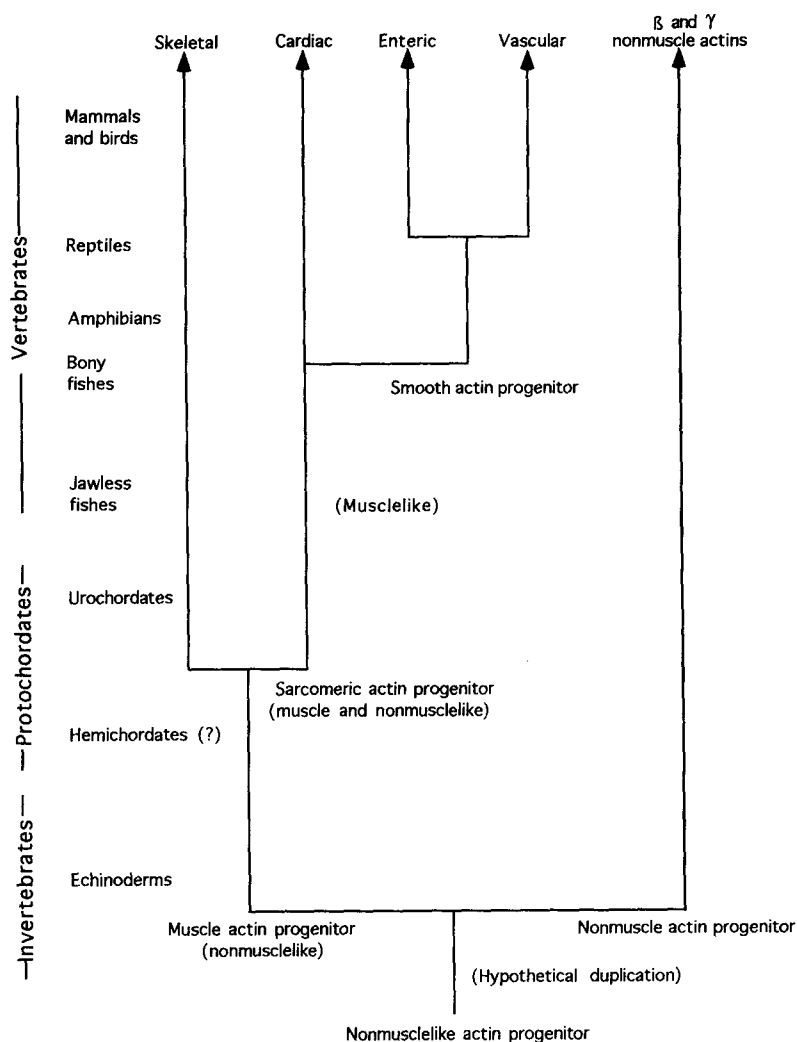 ß and γ
Skeletal Cardiac Enteric Vascular nonmuscle actins
Mammals
and birds
Reptiles
Vertebrates
Amphibians
Bony
fishes
Smooth actin progenitor
Jawless
fishes
(Musclelike)
Urochordates
Protochordates
Sarcomeric actin progenitor
(muscle and nonmusclelike)
Hemichordates (?)
Invertebrates
Echinoderms
Muscle actin progenitor
(nonmusclelike)
Nonmuscle actin progenitor
(Hypothetical duplication)
Nonmusclelike actin progenitor